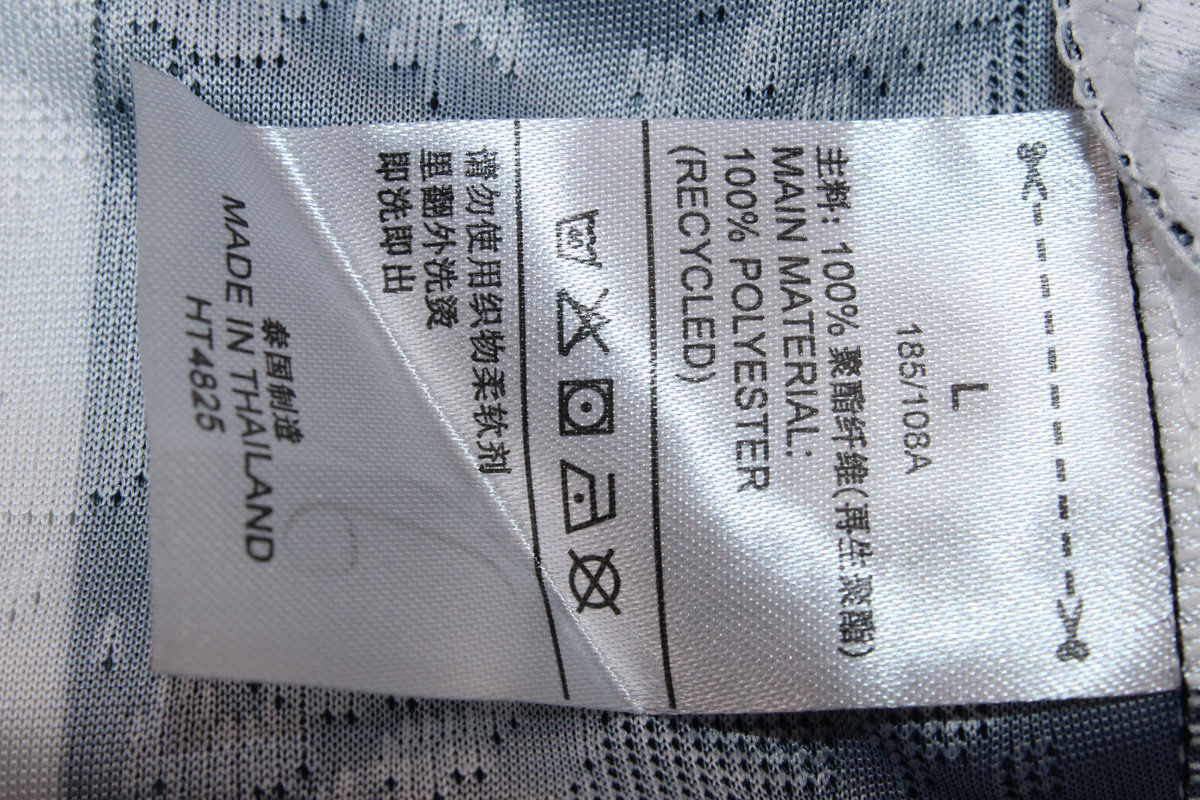 L
185/108A
主料: 100% 聚酯纤维(再生聚酯)
MAIN MATERIAL:
100% POLYESTER
(RECYCLED)
请勿使用织物柔软剂
里翻外洗烫
即洗即出
泰国制造
MADE IN THAILAND
HT4825